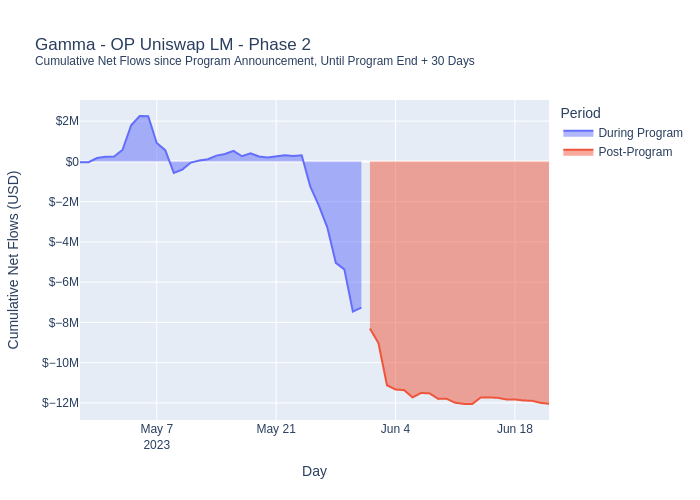 Gamma - OP Uniswap LM - Phase 2
Cumulative Net Flows since Program Announcement, Until Program End + 30 Days
Period
During Program
Post-Program
Cumulative Net Flows (USD)
$2M
$0
$−2M
$−4M
$−6M
$−8M
$−10M
$−12M
May 7
2023
May 21
Jun 4
Jun 18
Day